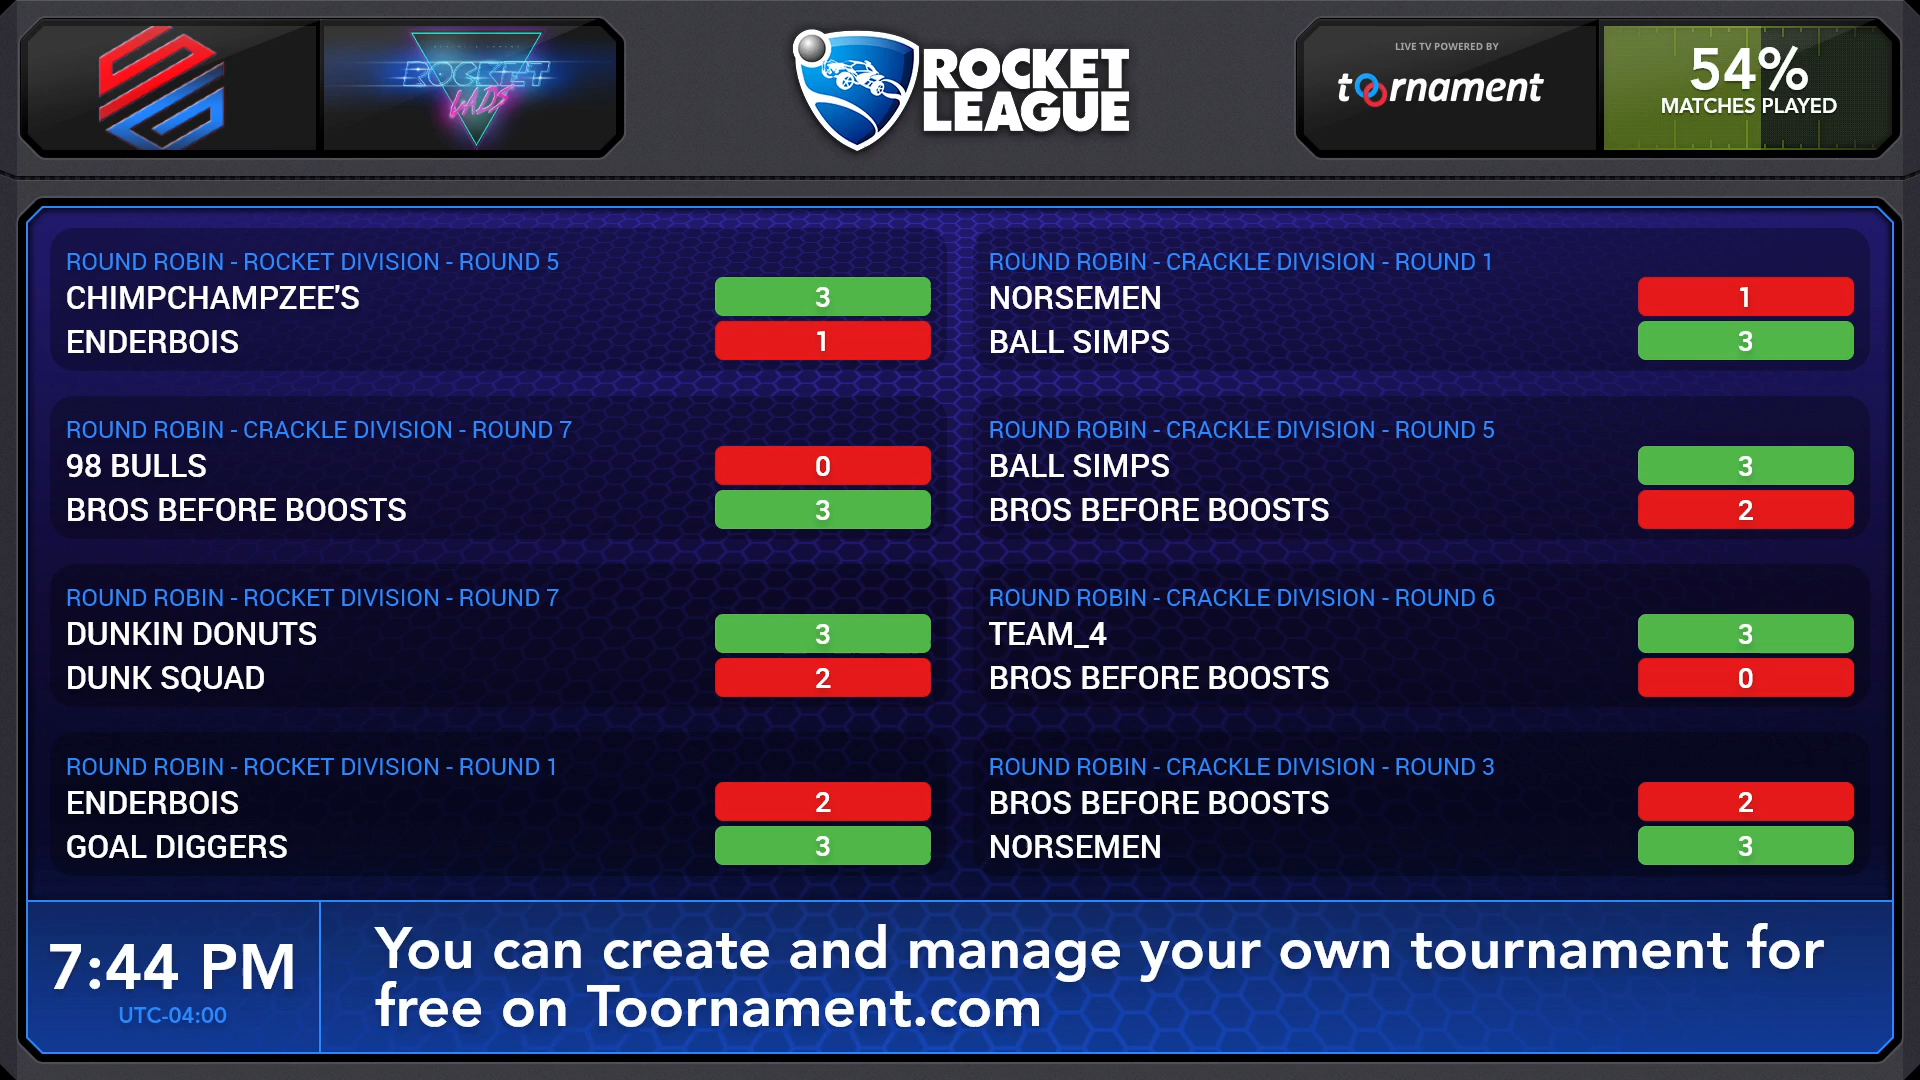 ROCKET
LADS
ROCKET
LEAGUE
LIVE TV POWERED BY
toornament
54%
MATCHES PLAYED
ROUND ROBIN - ROCKET DIVISION - ROUND 5
CHIMPCHAMPZEE'S 3
ENDERBOIS 1
ROUND ROBIN - CRACKLE DIVISION - ROUND 1
NORSEMEN 1
BALL SIMPS 3
ROUND ROBIN - CRACKLE DIVISION - ROUND 7
98 BULLS 0
BROS BEFORE BOOSTS 3
ROUND ROBIN - CRACKLE DIVISION - ROUND 5
BALL SIMPS 3
BROS BEFORE BOOSTS 2
ROUND ROBIN - ROCKET DIVISION - ROUND 7
DUNKIN DONUTS 3
DUNK SQUAD 2
ROUND ROBIN - CRACKLE DIVISION - ROUND 6
TEAM_4 3
BROS BEFORE BOOSTS 0
ROUND ROBIN - ROCKET DIVISION - ROUND 1
ENDERBOIS 2
GOAL DIGGERS 3
ROUND ROBIN - CRACKLE DIVISION - ROUND 3
BROS BEFORE BOOSTS 2
NORSEMEN 3
7:44 PM
UTC-04:00
You can create and manage your own tournament for
free on Toornament.com